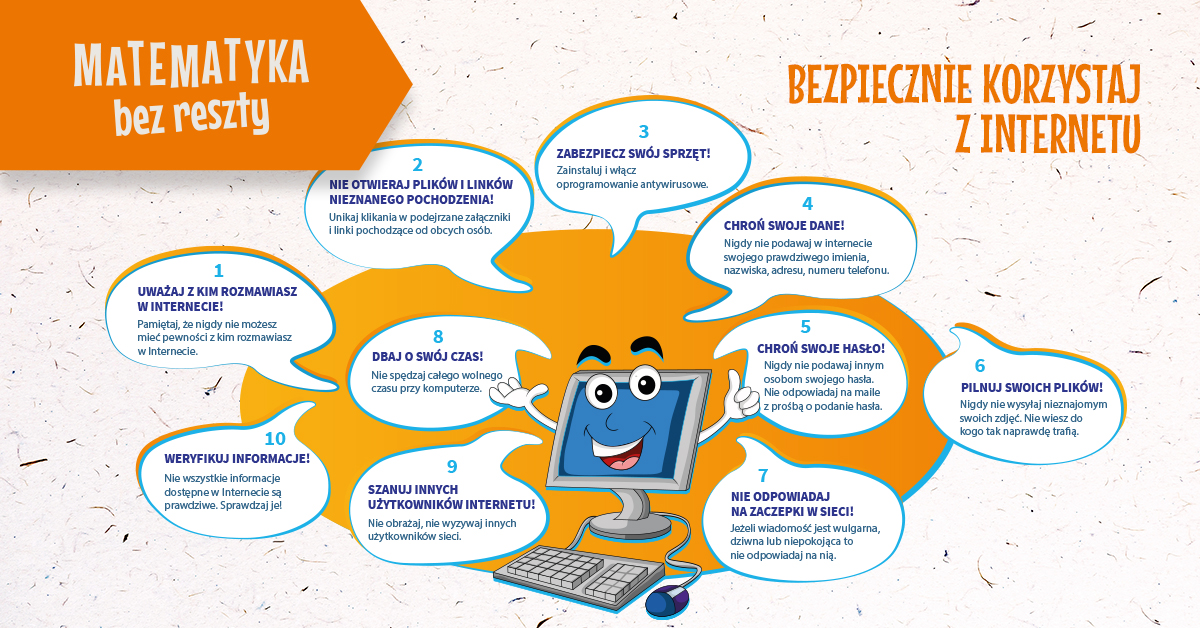 MATEMATYKA
bez reszty
BEZPIECZNIE KORZYSTAJ
Z INTERNETU
1
UWAŻAJ Z KIM ROZMAWIASZ
W INTERNECIE!
Pamiętaj, że nigdy nie możesz
mieć pewności z kim rozmawiasz
w Internecie.
2
NIE OTWIERAJ PLIKÓW I LINKÓW
NIEZNANEGO POCHODZENIA!
Unikaj klikania w podejrzane załączniki
i linki pochodzące od obcych osób.
3
ZABEZPIECZ SWÓJ SPRZĘT!
Zainstaluj i włącz
oprogramowanie antywirusowe.
4
CHROŃ SWOJE DANE!
Nigdy nie podawaj w internecie
swojego prawdziwego imienia,
nazwiska, adresu, numeru telefonu.
5
CHROŃ SWOJE HASŁO!
Nigdy nie podawaj innym
osobom swojego hasła.
Nie odpowiadaj na maile
z prośbą o podanie hasła.
6
PILNUJ SWOICH PLIKÓW!
Nigdy nie wysyłaj nieznajomym
swoich zdjęć. Nie wiesz do
kogo tak naprawdę trafią.
7
NIE ODPOWIADAJ
NA ZACZEPKI W SIECI!
Jeżeli wiadomość jest wulgarna,
dziwna lub niepokojąca to
nie odpowiadaj na nią.
8
DBAJ O SWÓJ CZAS!
Nie spędzaj całego wolnego
czasu przy komputerze.
9
SZANUJ INNYCH
UŻYTKOWNIKÓW INTERNETU!
Nie obrażaj, nie wyzywaj innych
użytkowników sieci.
10
WERYFIKUJ INFORMACJE!
Nie wszystkie informacje
dostępne w Internecie są
prawdziwe. Sprawdzaj je!